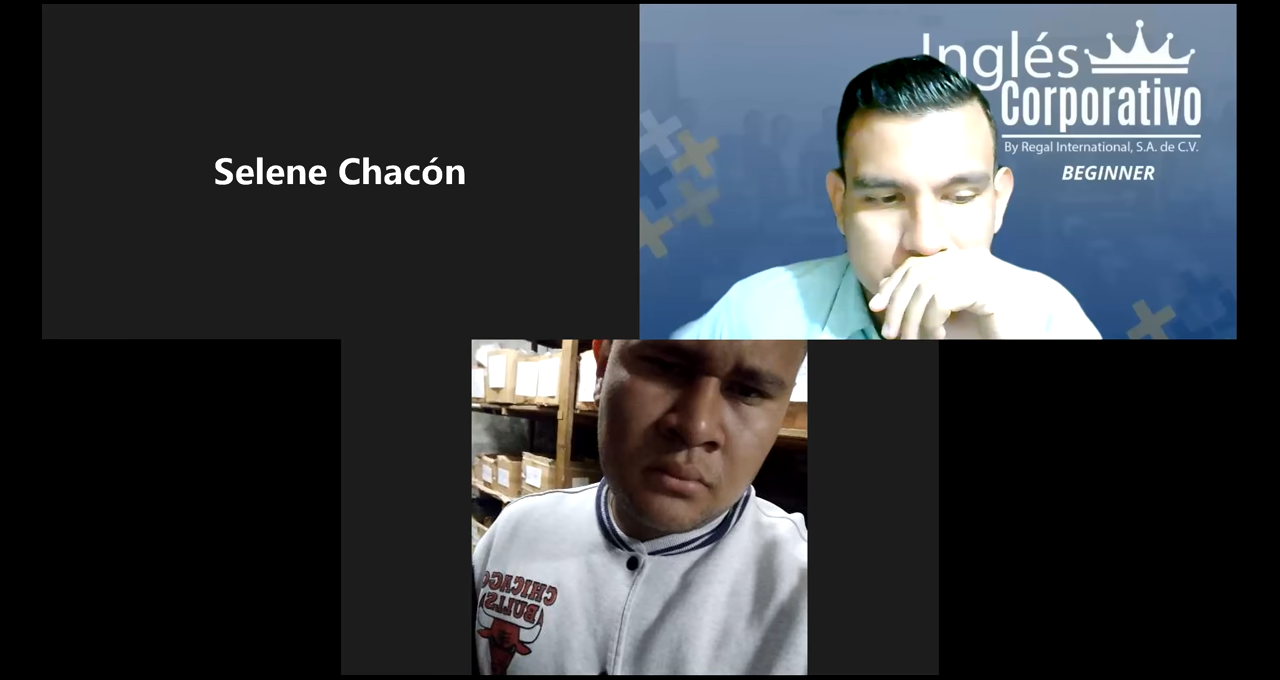 Selene Chacón
Inglés
Corporativo
By Regal International, S.A. de C.V.
BEGINNER
CHICAGO
BULLS